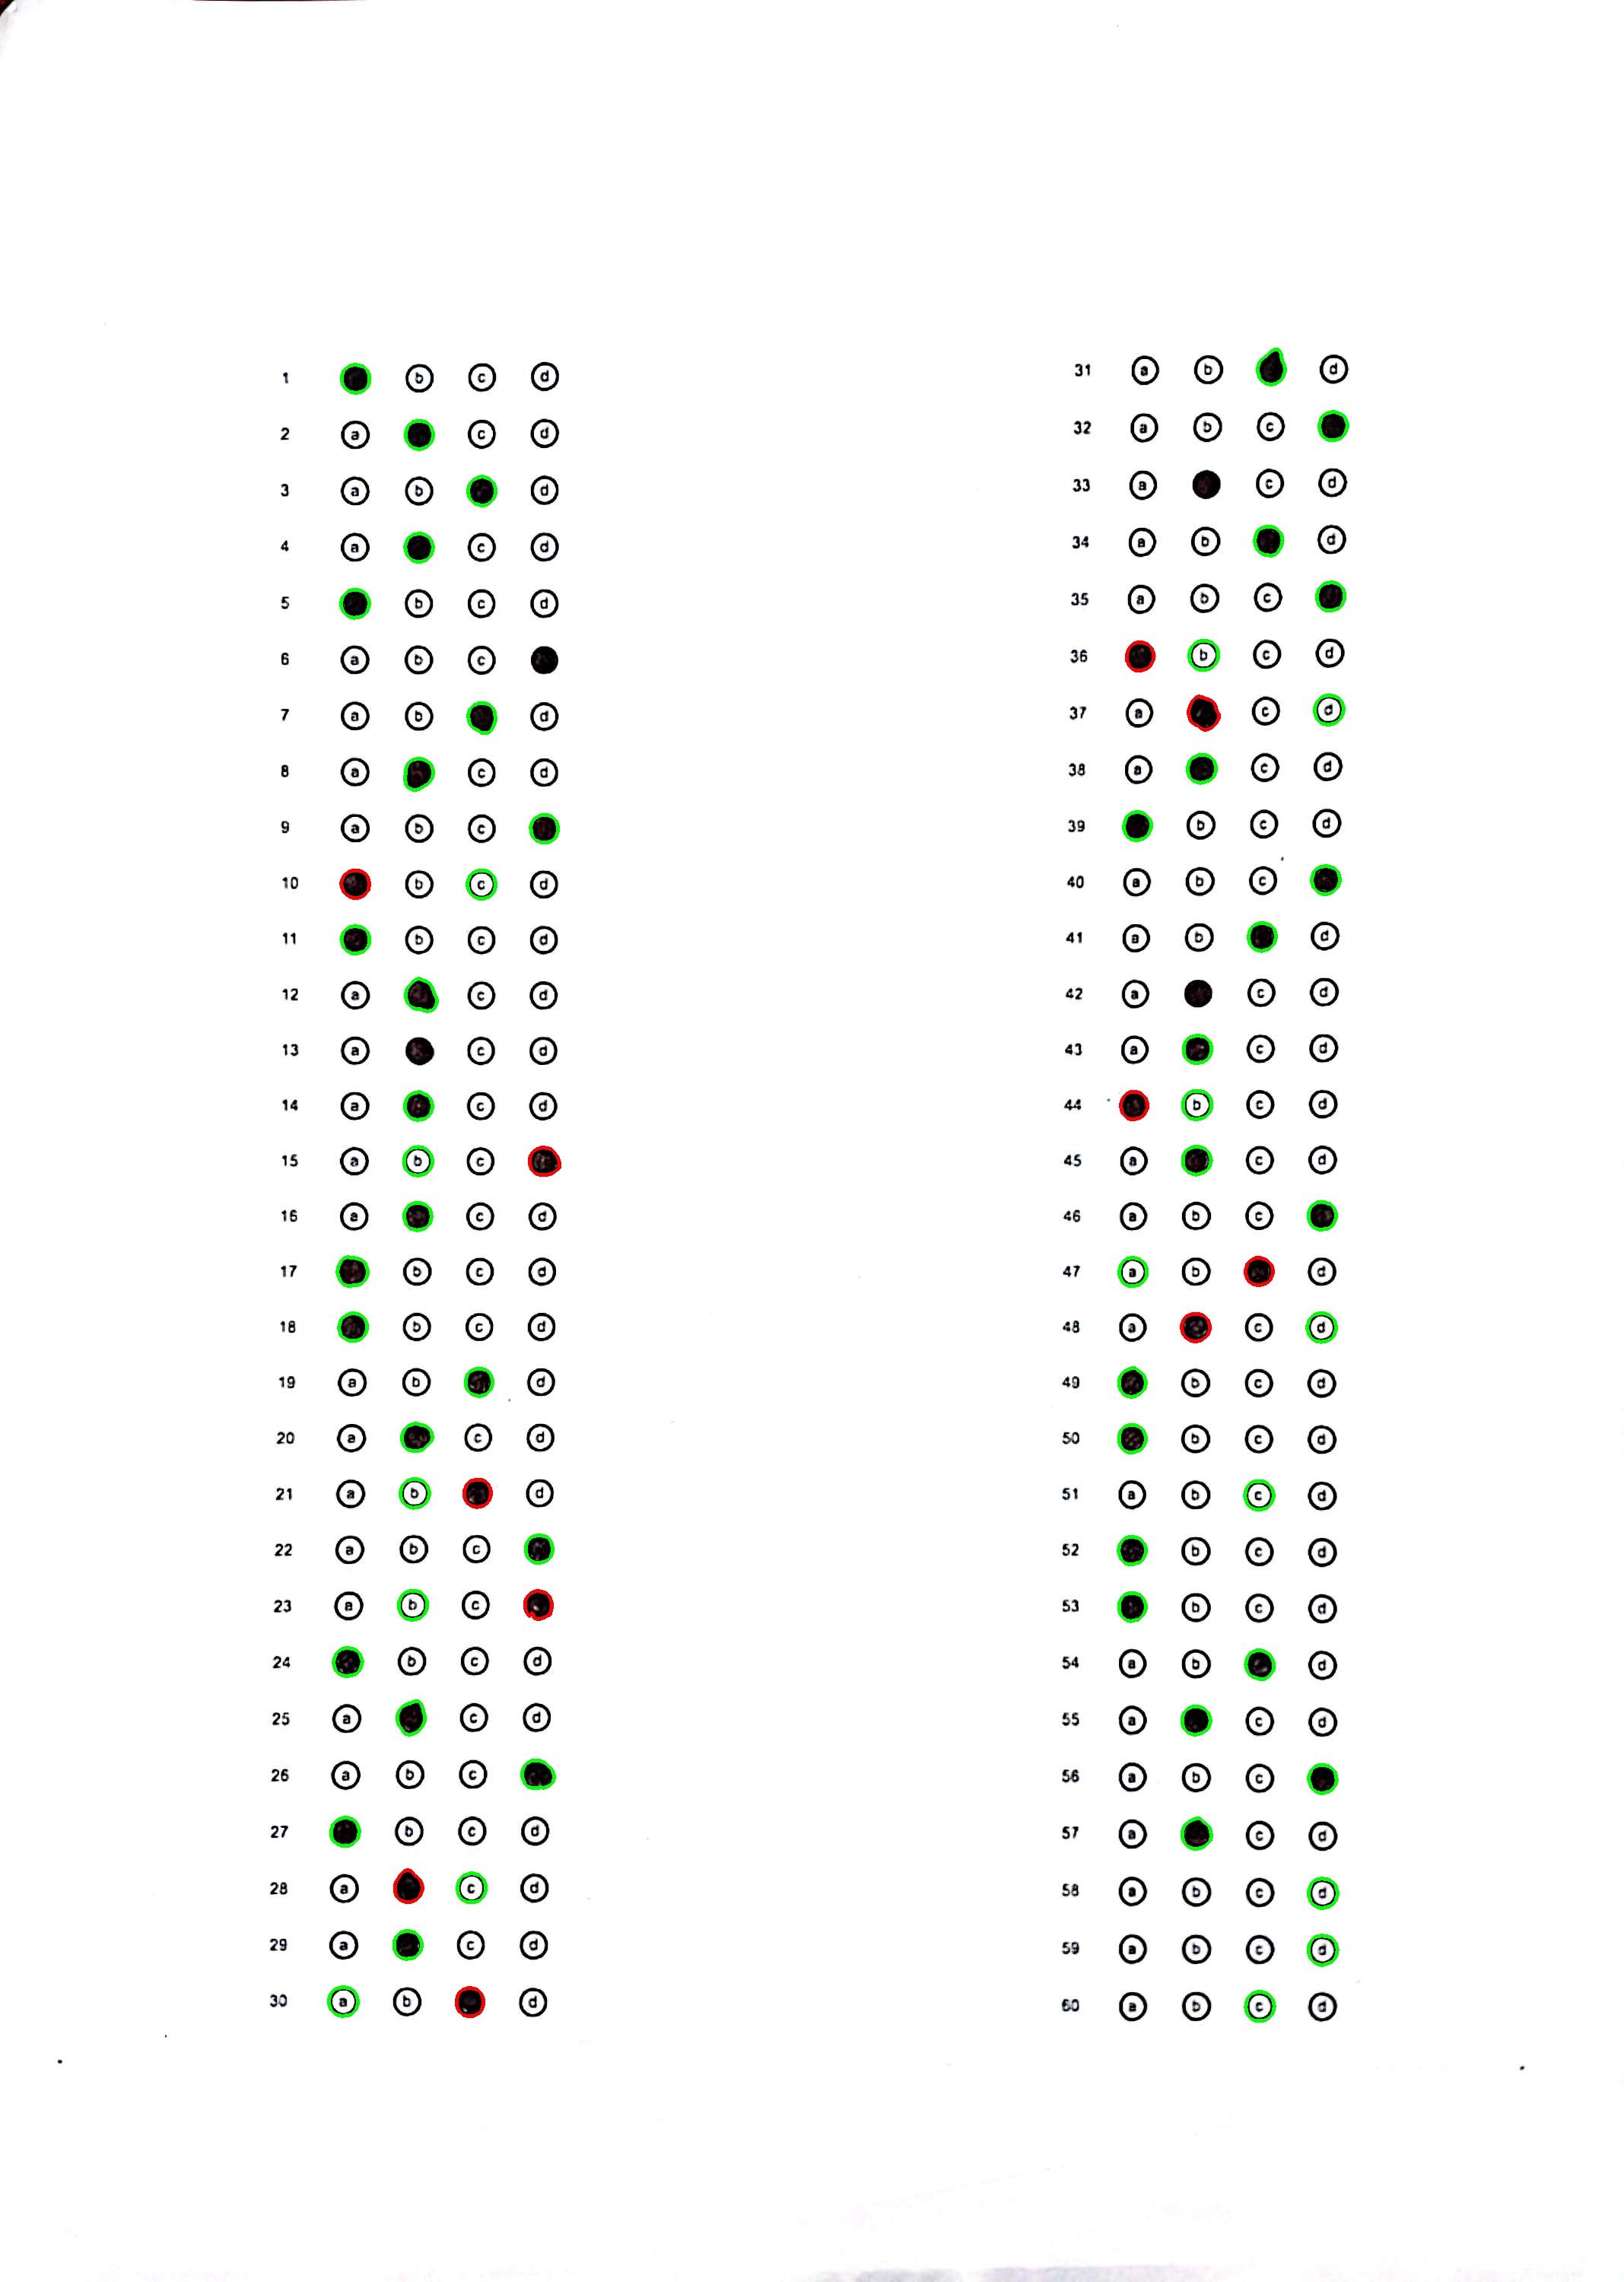 1 b c d
2 a c d
3 a b d
4 a c d
5 b c d
6 a b c
7 a b d
8 a c d
9 a b c
10 b c d
11 b c d
12 a c d
13 a c d
14 a c d
15 a b c
16 a c d
17 b c d
18 b c d
19 a b d
20 a c d
21 a b d
22 a b c
23 a b c
24 b c d
25 a c d
26 a b c
27 b c d
28 a c d
29 a c d
30 a b d
31 a b d
32 a b c
33 a c d
34 a b d
35 a b c
36 b c d
37 a c d
38 a c d
39 b c d
40 a b c
41 a b d
42 a c d
43 a c d
44 b c d
45 a c d
46 a b c
47 a b d
48 a c d
49 b c d
50 b c d
51 a b c d
52 b c d
53 b c d
54 a b d
55 a c d
56 a b c
57 a c d
58 a b c d
59 a b c d
60 a b c d